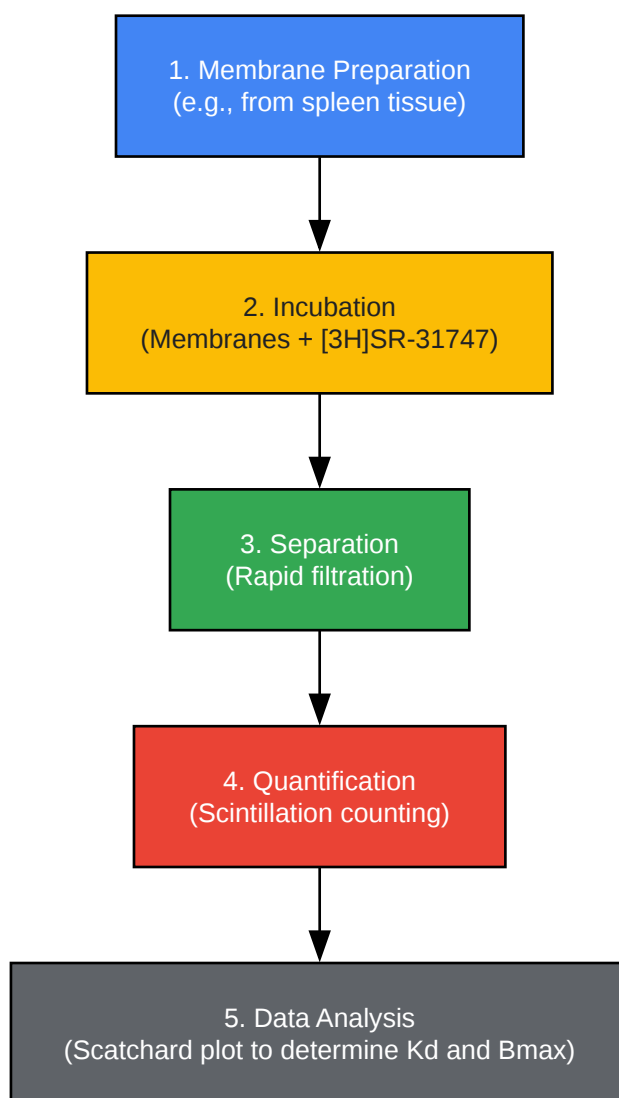 1. Membrane Preparation
(e.g., from spleen tissue)
2. Incubation
(Membranes + [3H]SR-31747)
3. Separation
(Rapid filtration)
4. Quantification
(Scintillation counting)
5. Data Analysis
(Scatchard plot to determine Kd and Bmax)